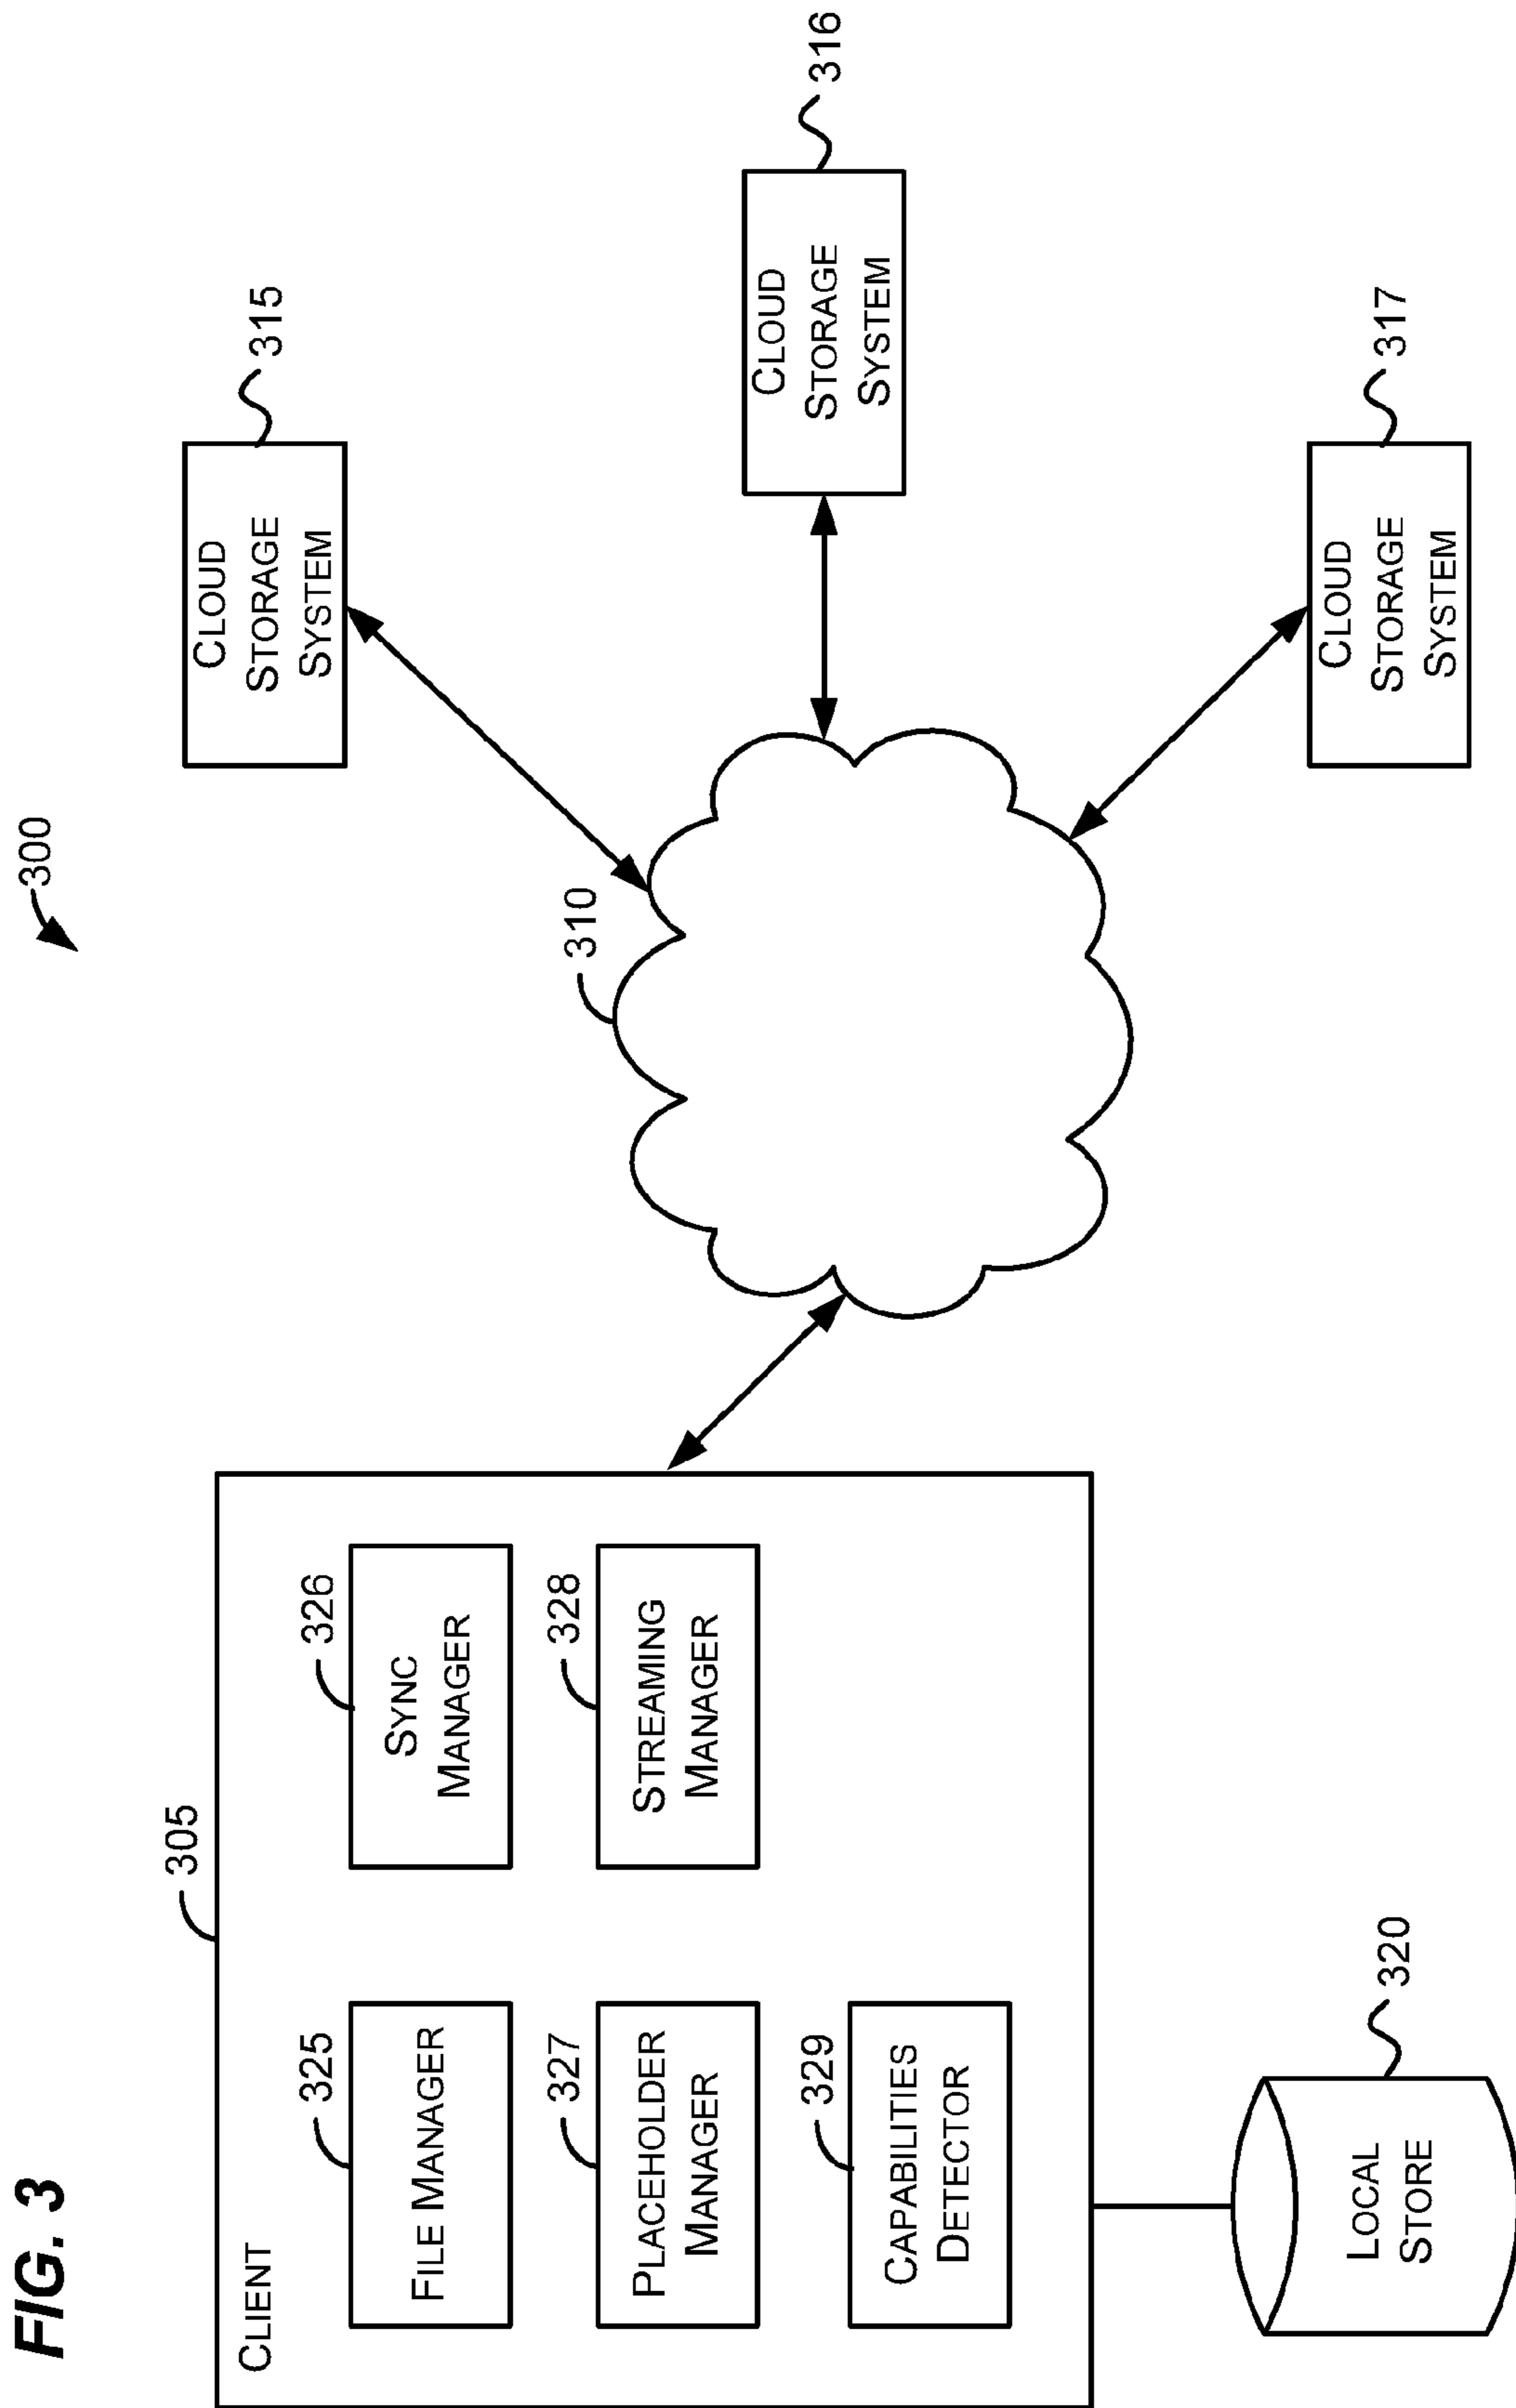 FIG. 3
300
CLIENT
305
325
FILE MANAGER
326
SYNC
MANAGER
327
PLACEHOLDER
MANAGER
328
STREAMING
MANAGER
329
CAPABILITIES
DETECTOR
LOCAL
STORE
320
310
CLOUD
STORAGE
SYSTEM
315
CLOUD
STORAGE
SYSTEM
316
CLOUD
STORAGE
SYSTEM
317